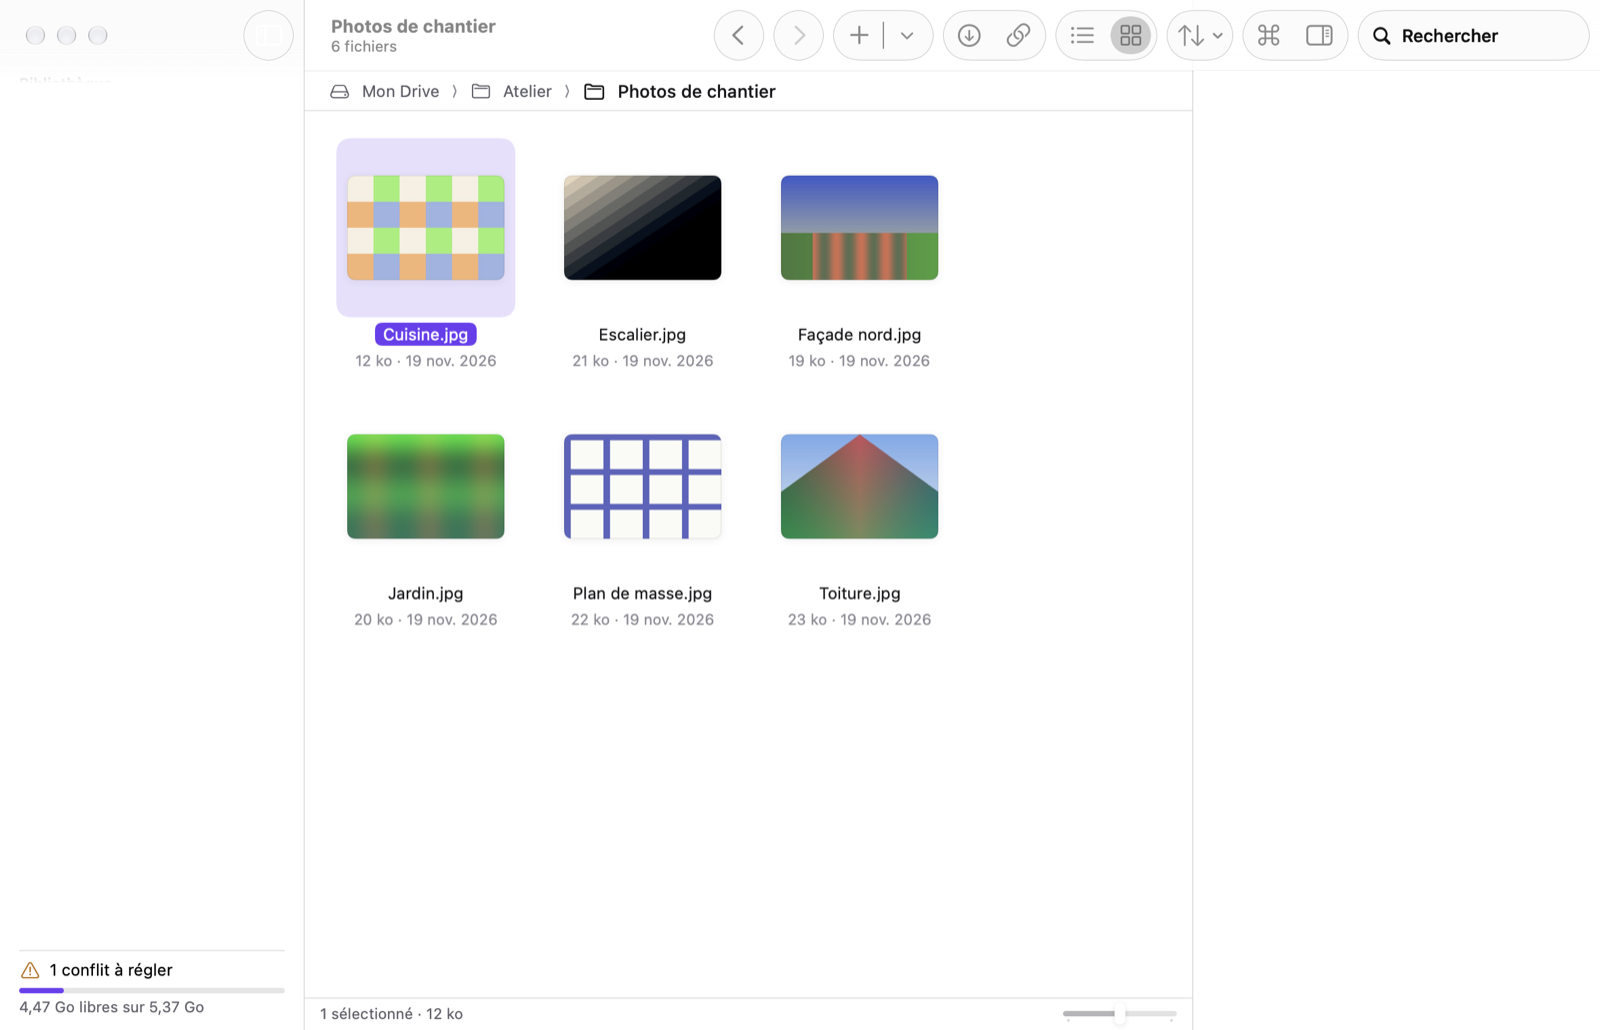 Photos de chantier
6 fichiers
Rechercher
Mon Drive 〉 Atelier 〉 Photos de chantier
Cuisine.jpg
12 ko · 19 nov. 2026
Escalier.jpg
21 ko · 19 nov. 2026
Façade nord.jpg
19 ko · 19 nov. 2026
Jardin.jpg
20 ko · 19 nov. 2026
Plan de masse.jpg
22 ko · 19 nov. 2026
Toiture.jpg
23 ko · 19 nov. 2026
1 conflit à régler
4,47 Go libres sur 5,37 Go
1 sélectionné · 12 ko